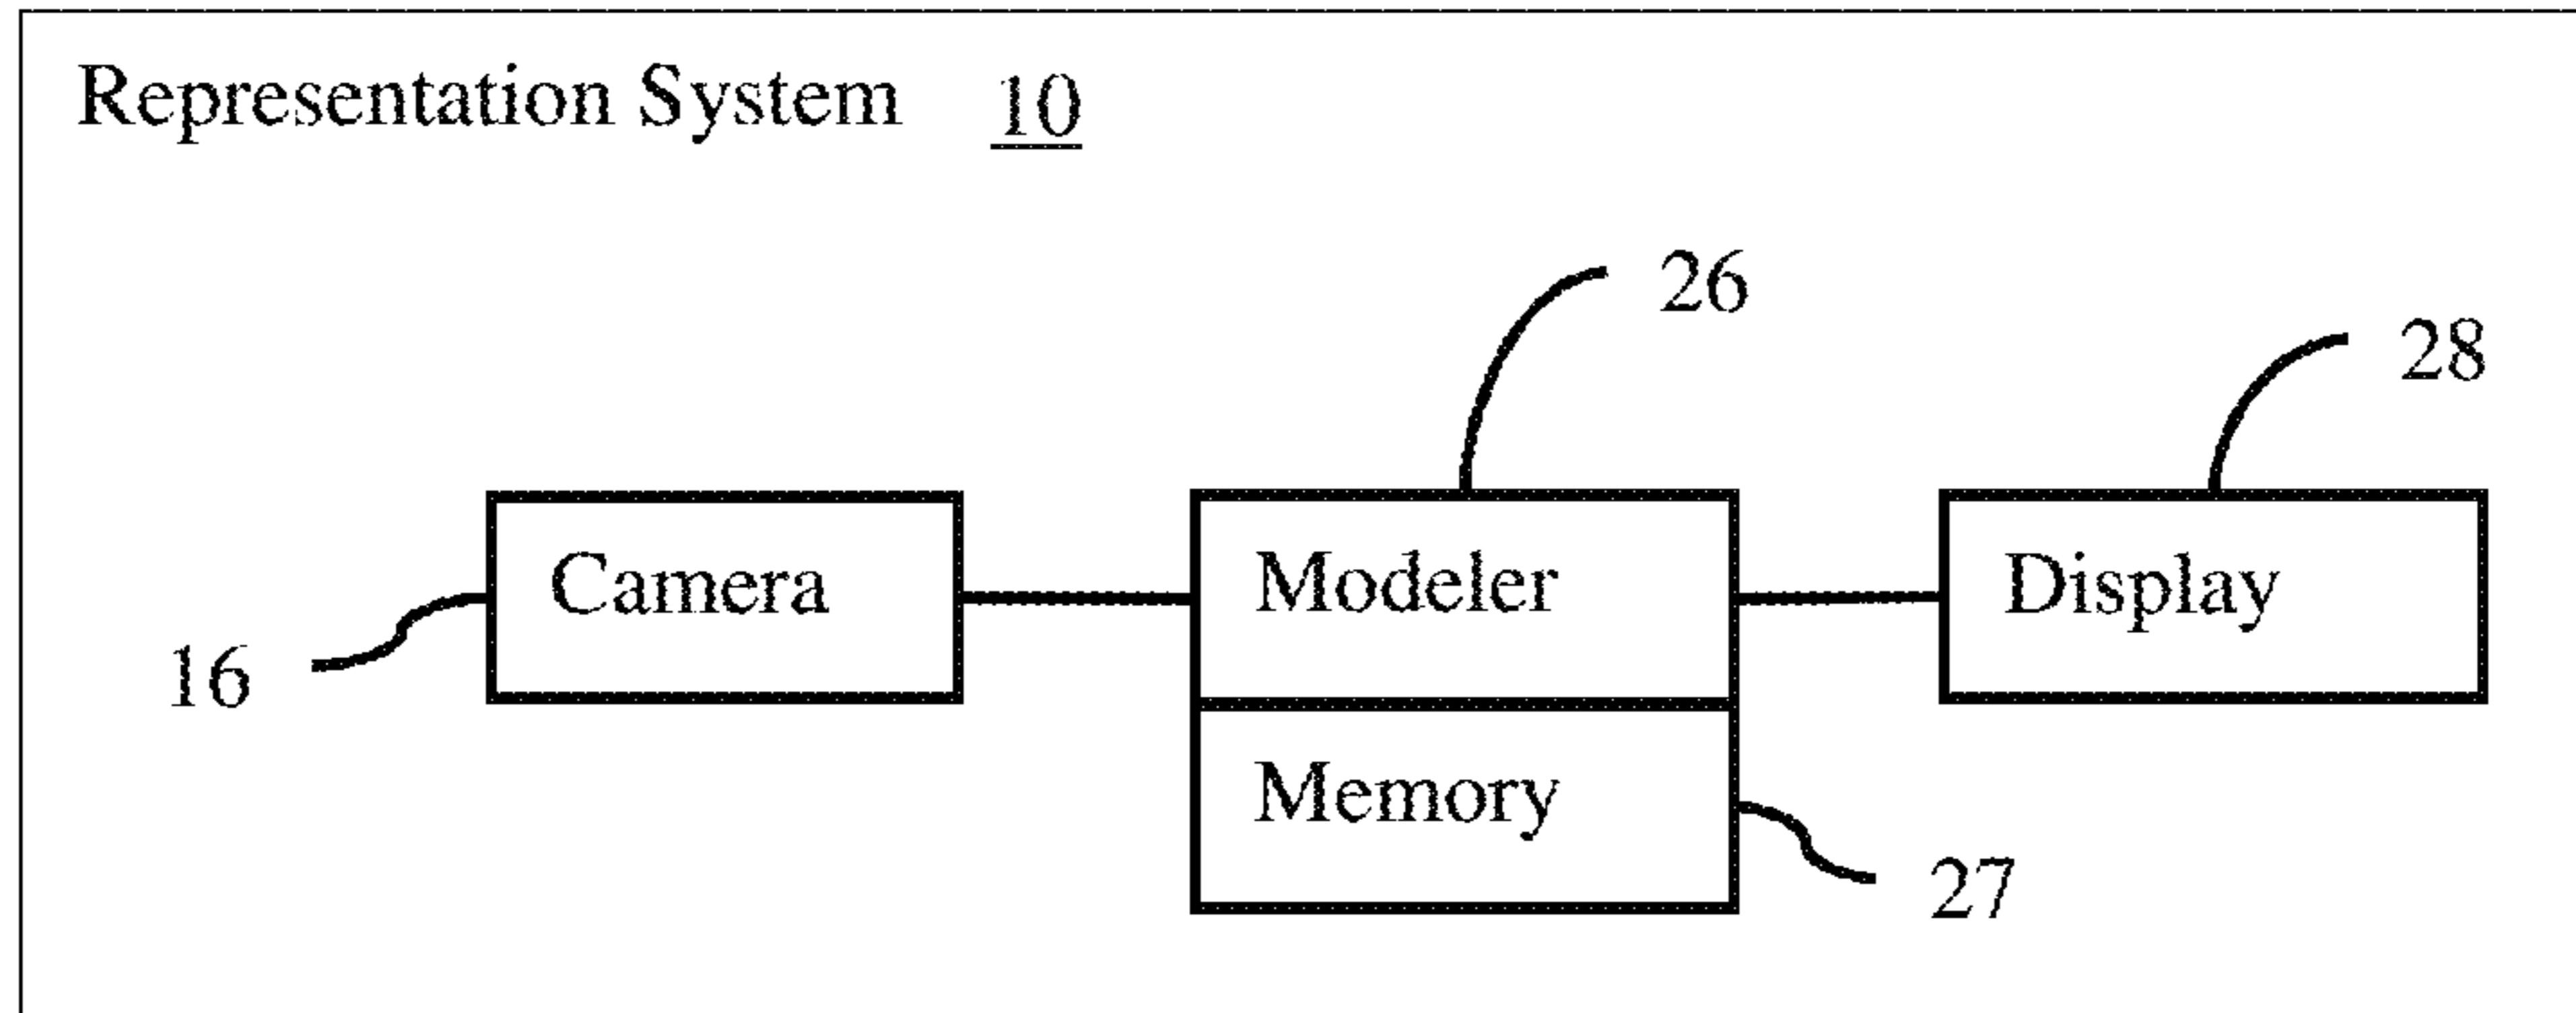 Representation System 10
26
28
Camera
Modeler
Display
16
Memory
27